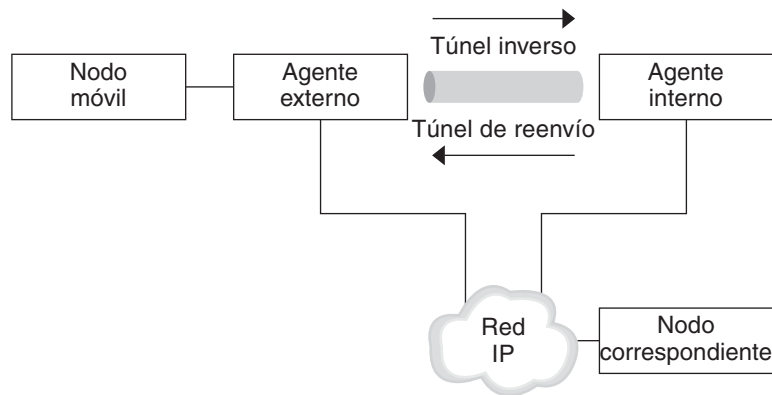 Túnel inverso
Nodo
móvil
Agente
externo
Agente
interno
Túnel de reenvío
Red
IP
Nodo
correspondiente